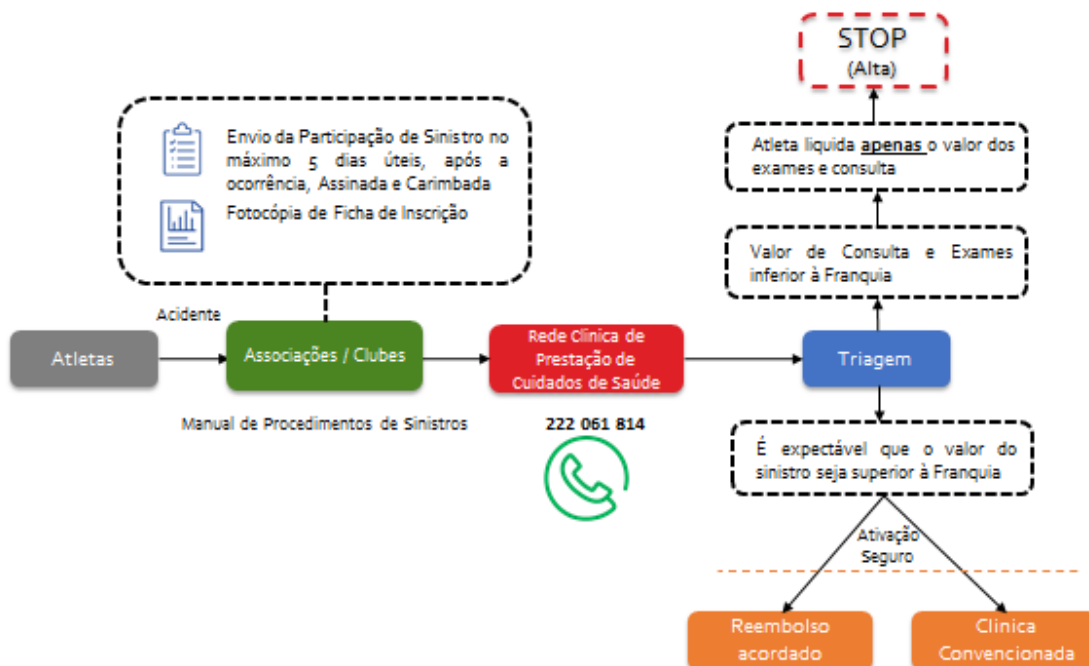 STOP
(Alta)
Envio da Participação de Sinistro no
máximo 5 dias úteis, após a
ocorrência, Assinada e Carimbada
Fotocópia de Ficha de Inscrição
Atleta liquida apenas o valor dos
exames e consulta
Valor de Consulta e Exames
inferior à Franquia
Acidente
Atletas
Associações / Clubes
Rede Clinica de
Prestação de
Cuidados de Saúde
Triagem
Manual de Procedimentos de Sinistros
222 061 814
É expectável que o valor do
sinistro seja superior à Franquia
Ativação
Seguro
Reembolso
acordado
Clinica
Convencionada